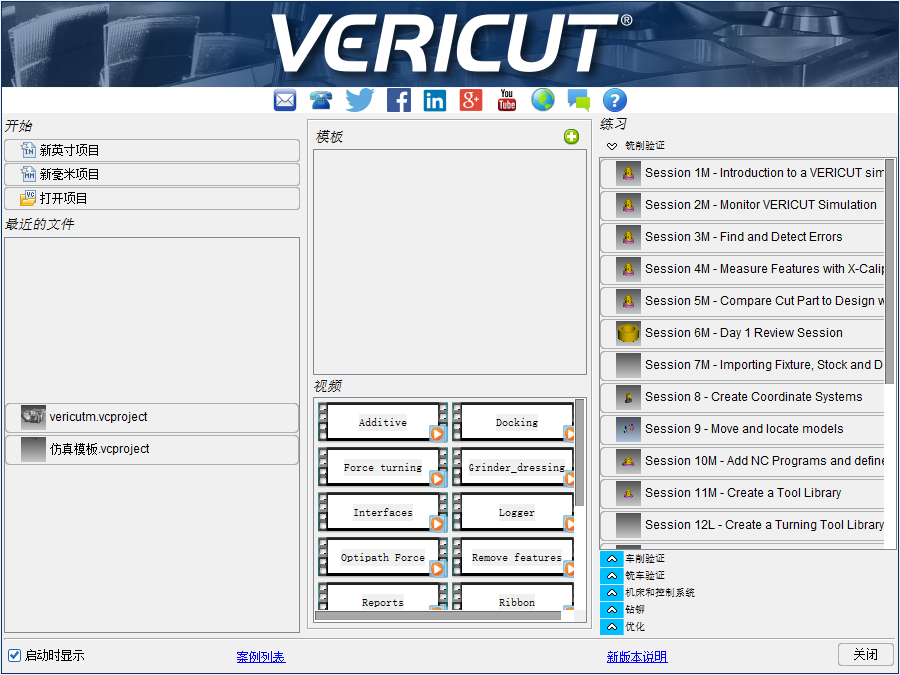 VERICUT®
You
Tube
开始
新英寸项目
新毫米项目
打开项目
最近的文件
vericutm.vcproject
仿真模板.vcproject
模板
视频
Additive
Docking
Force turning
Grinder_dressing
Interfaces
Logger
Optipath Force
Remove features
Reports
Ribbon
练习
铣削验证
Session 1M - Introduction to a VERICUT sim
Session 2M - Monitor VERICUT Simulation
Session 3M - Find and Detect Errors
Session 4M - Measure Features with X-Calip
Session 5M - Compare Cut Part to Design w
Session 6M - Day 1 Review Session
Session 7M - Importing Fixture, Stock and D
Session 8 - Create Coordinate Systems
Session 9 - Move and locate models
Session 10M - Add NC Programs and define
Session 11M - Create a Tool Library
Session 12L - Create a Turning Tool Library
车削验证
铣车验证
机床和控制系统
钻铆
优化
启动时显示
案例列表
新版本说明
关闭